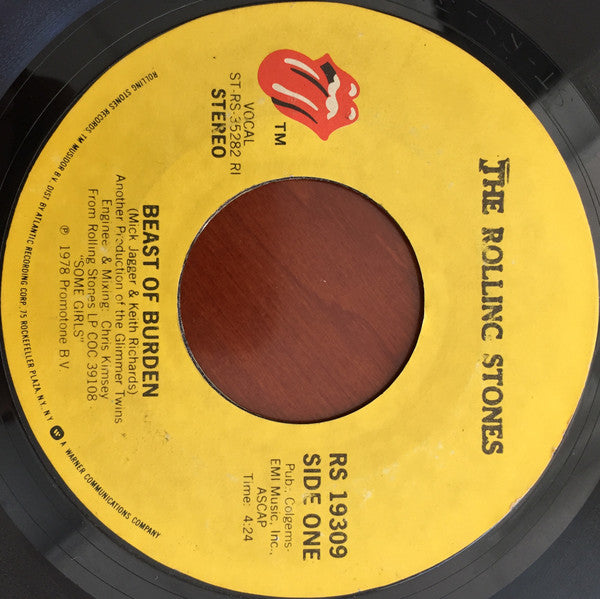 THE ROLLING STONES
TM
VOCAL
ST-RS-35282 RI
STEREO
RS 19309
SIDE ONE
Pub., Colgems-
EMI Music, Inc.,
ASCAP
Time: 4:24
BEAST OF BURDEN
(Mick Jagger & Keith Richards)
Another Production of the Glimmer Twins
Engineer & Mixing: Chris Kimsey
From Rolling Stones LP COC 39108
"SOME GIRLS"
℗ 1978 Promotone B.V.
ROLLING STONES RECORDS, TM MUSIDOR B.V. DIST. BY ATLANTIC RECORDING CORP. 75 ROCKEFELLER PLAZA, N.Y., N.Y. A WARNER COMMUNICATIONS COMPANY